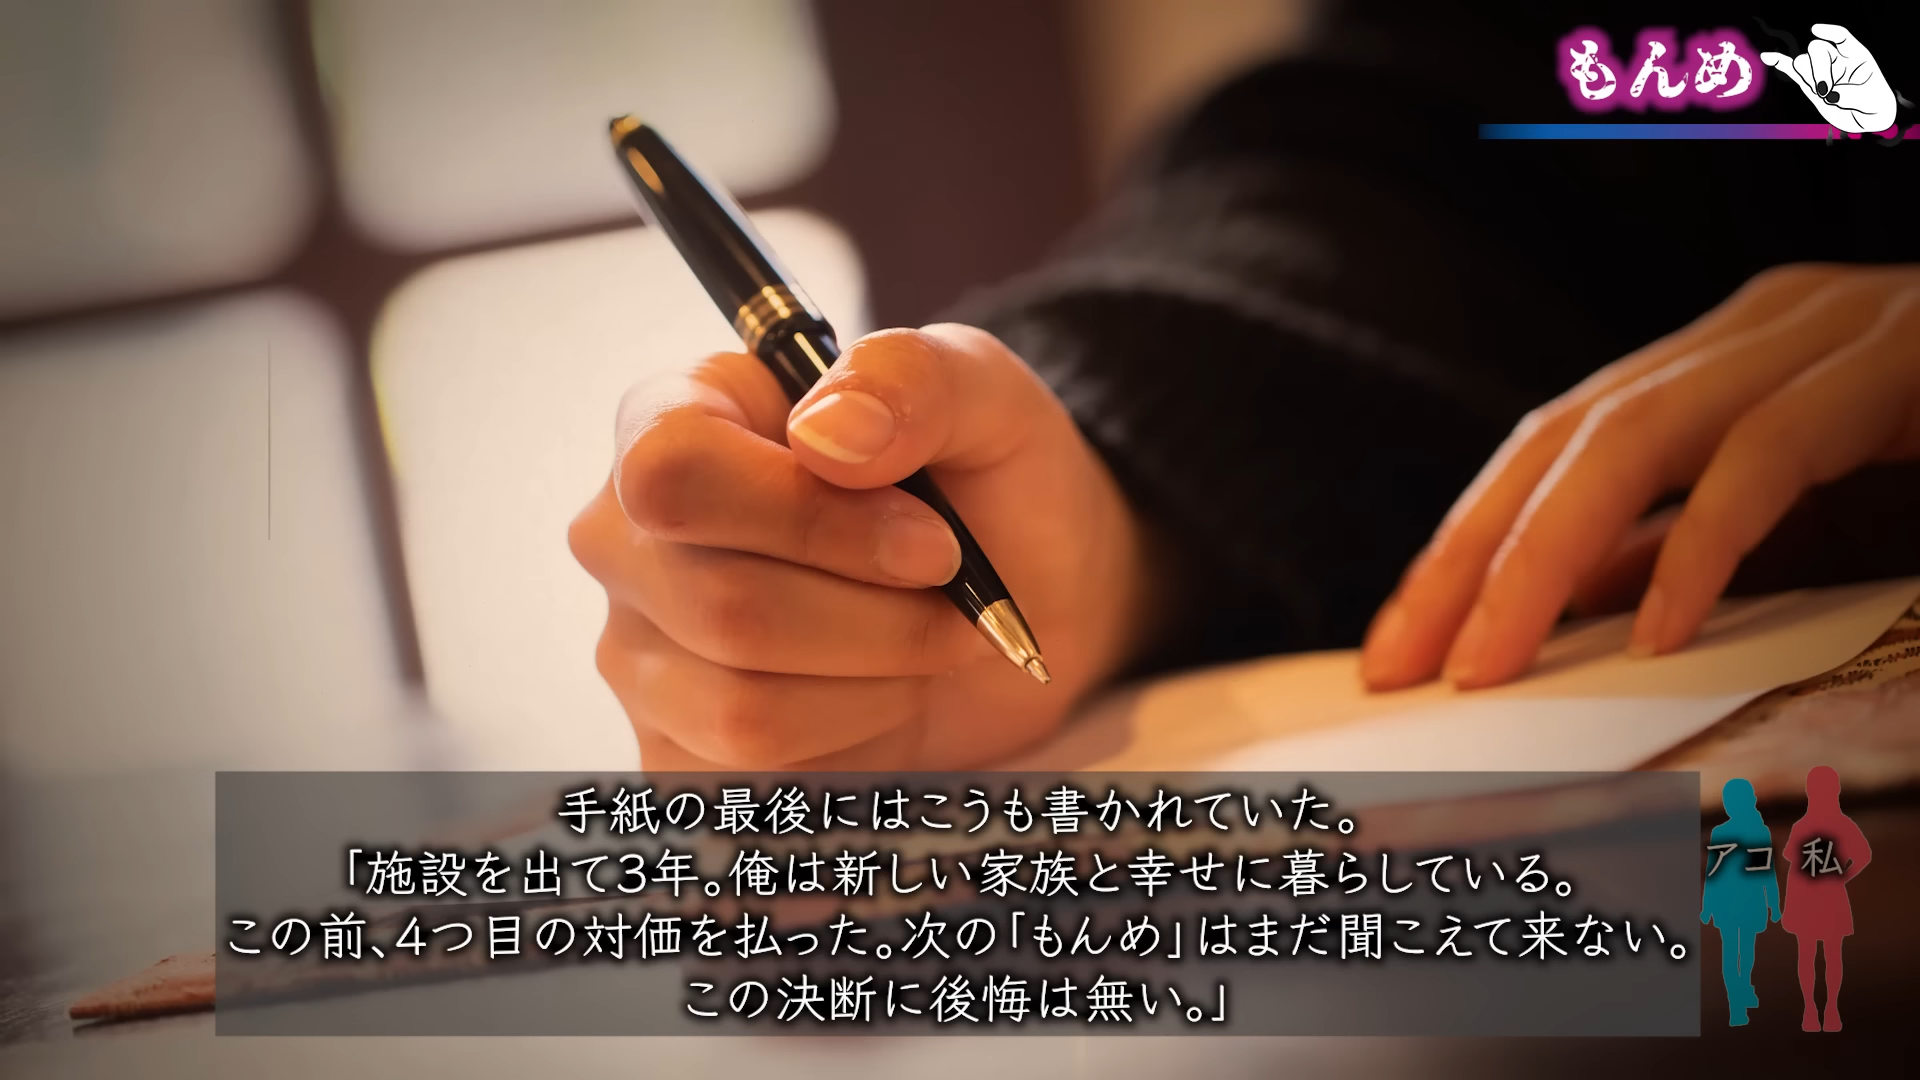 もんめ
手紙の最後にはこうも書かれていた。
「施設を出て3年。俺は新しい家族と幸せに暮らしている。
この前、4つ目の対価を払った。次の「もんめ」はまだ聞こえて来ない。
この決断に後悔は無い。」
アコ 私